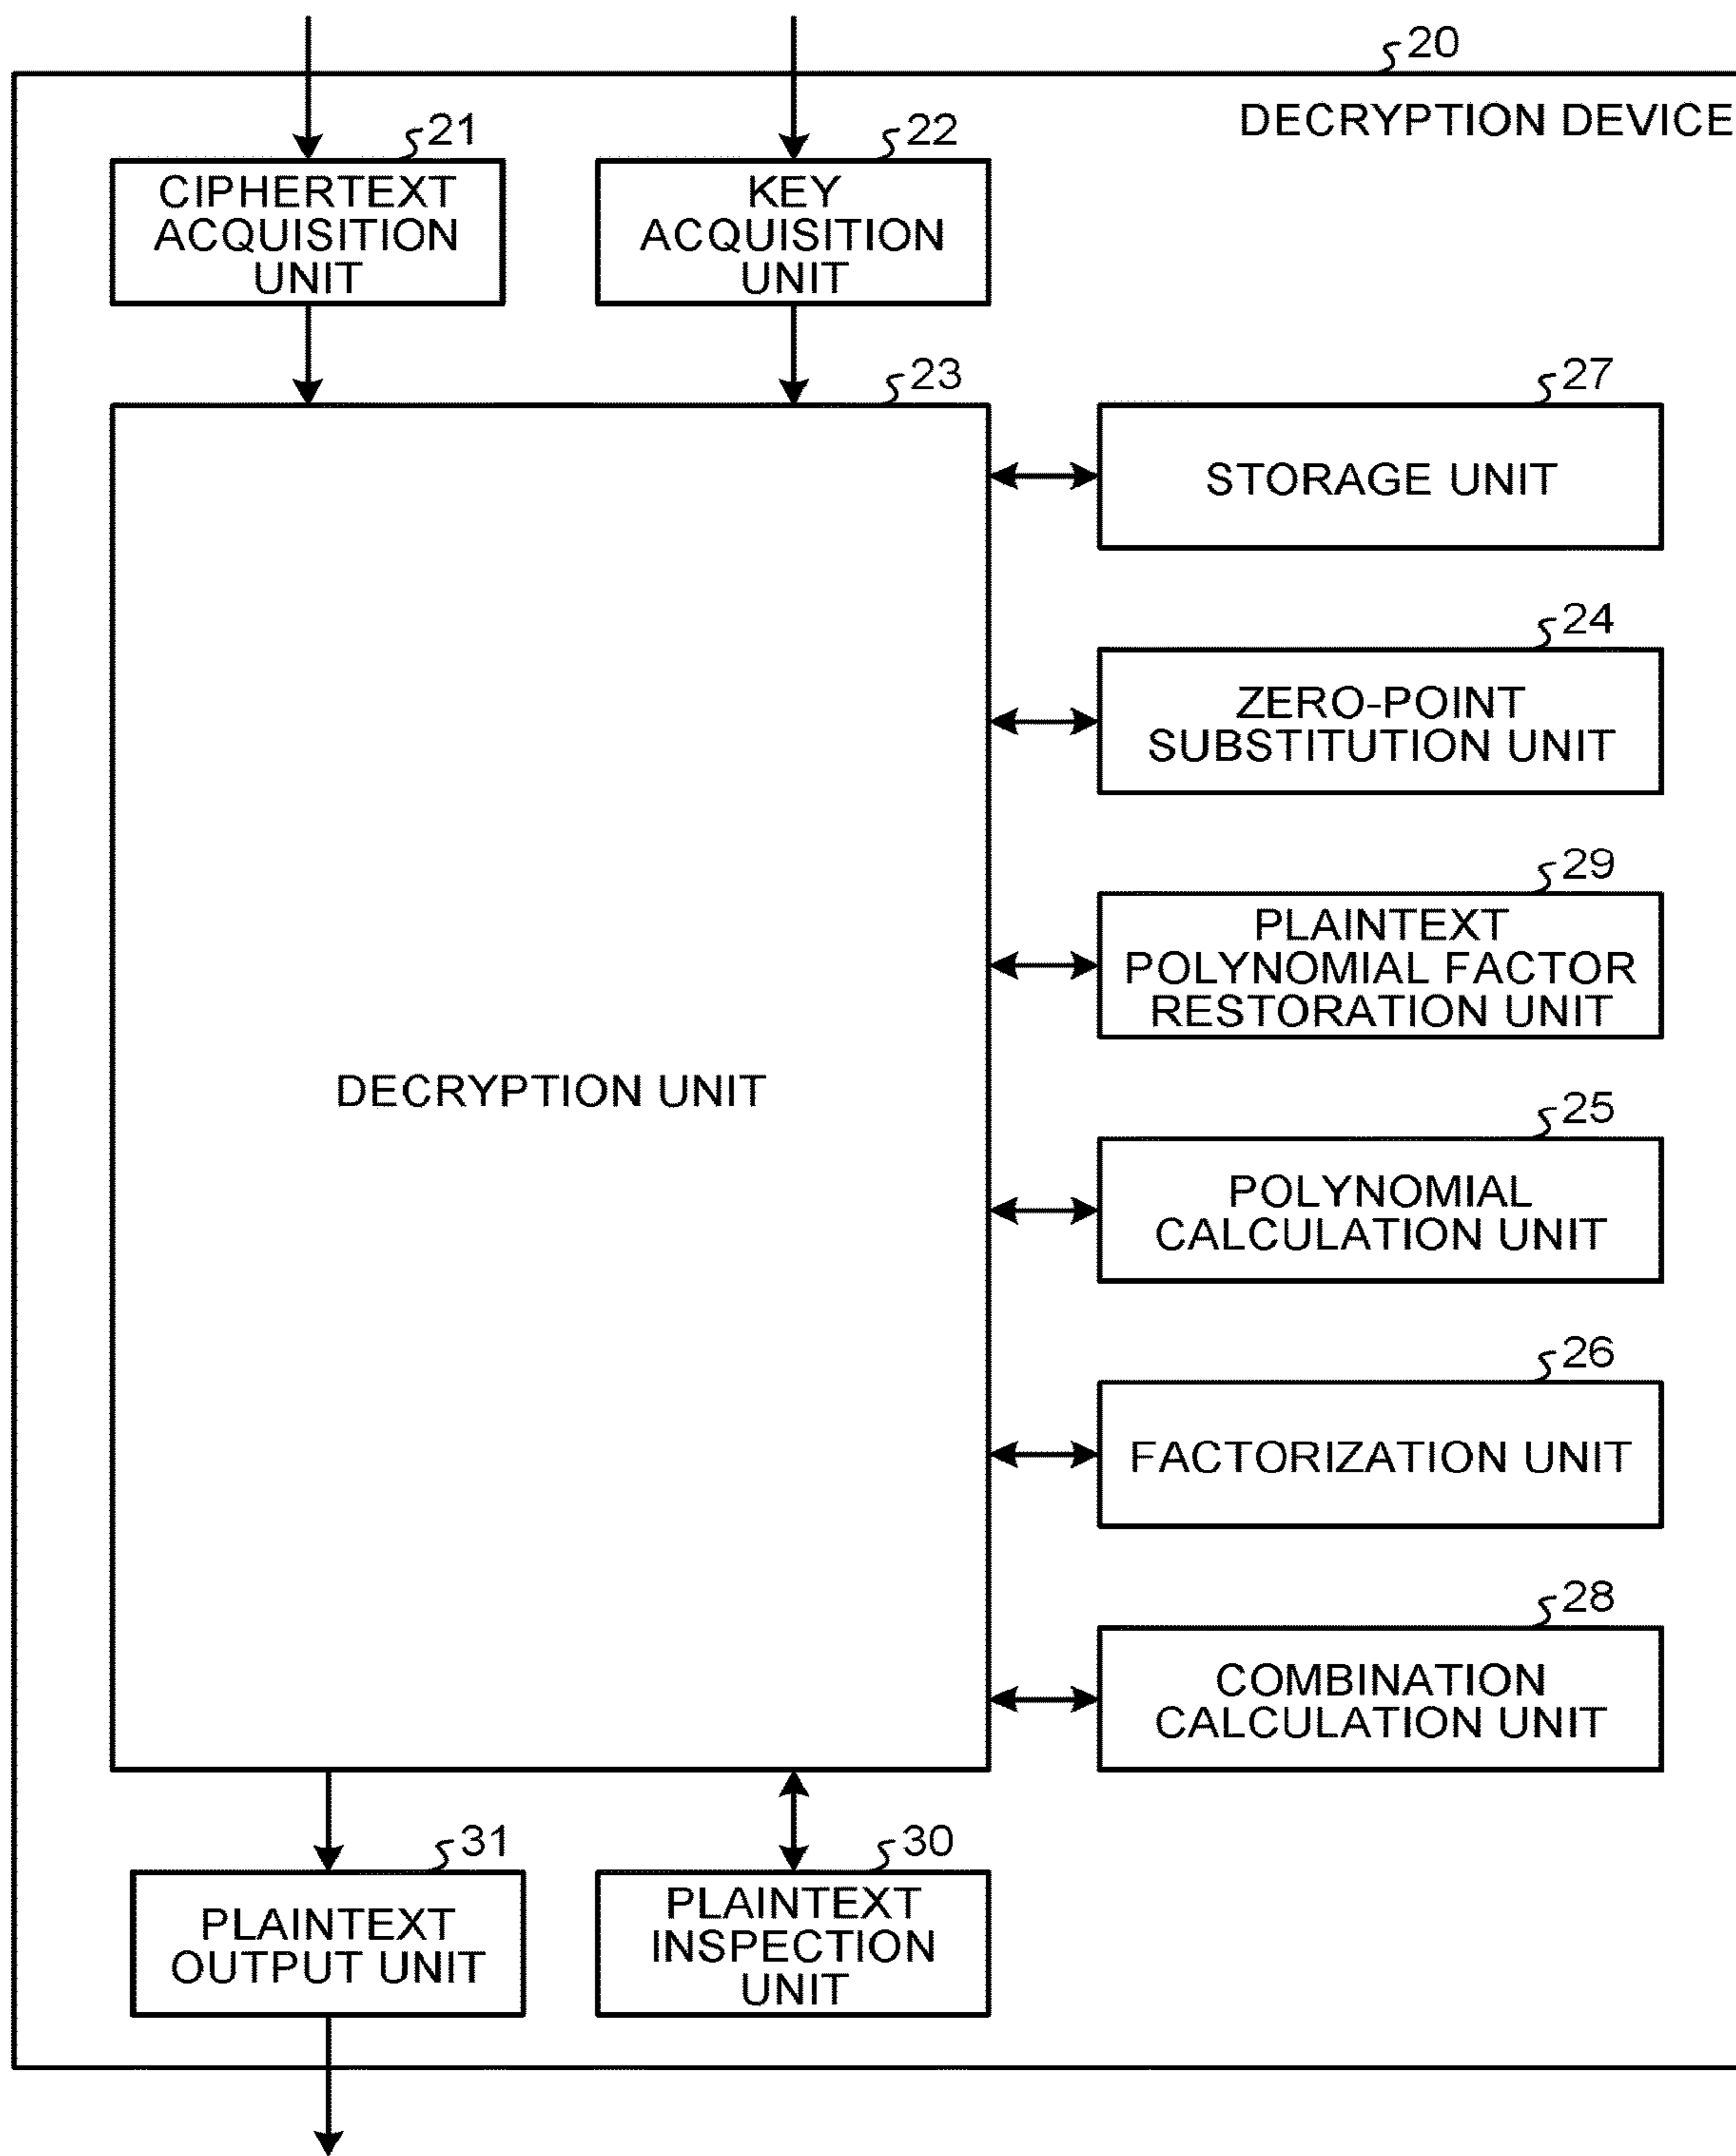 20
DECRYPTION DEVICE
21
CIPHERTEXT
ACQUISITION
UNIT
22
KEY
ACQUISITION
UNIT
23
DECRYPTION UNIT
27
STORAGE UNIT
24
ZERO-POINT
SUBSTITUTION UNIT
29
PLAINTEXT
POLYNOMIAL FACTOR
RESTORATION UNIT
25
POLYNOMIAL
CALCULATION UNIT
26
FACTORIZATION UNIT
28
COMBINATION
CALCULATION UNIT
31
PLAINTEXT
OUTPUT UNIT
30
PLAINTEXT
INSPECTION
UNIT